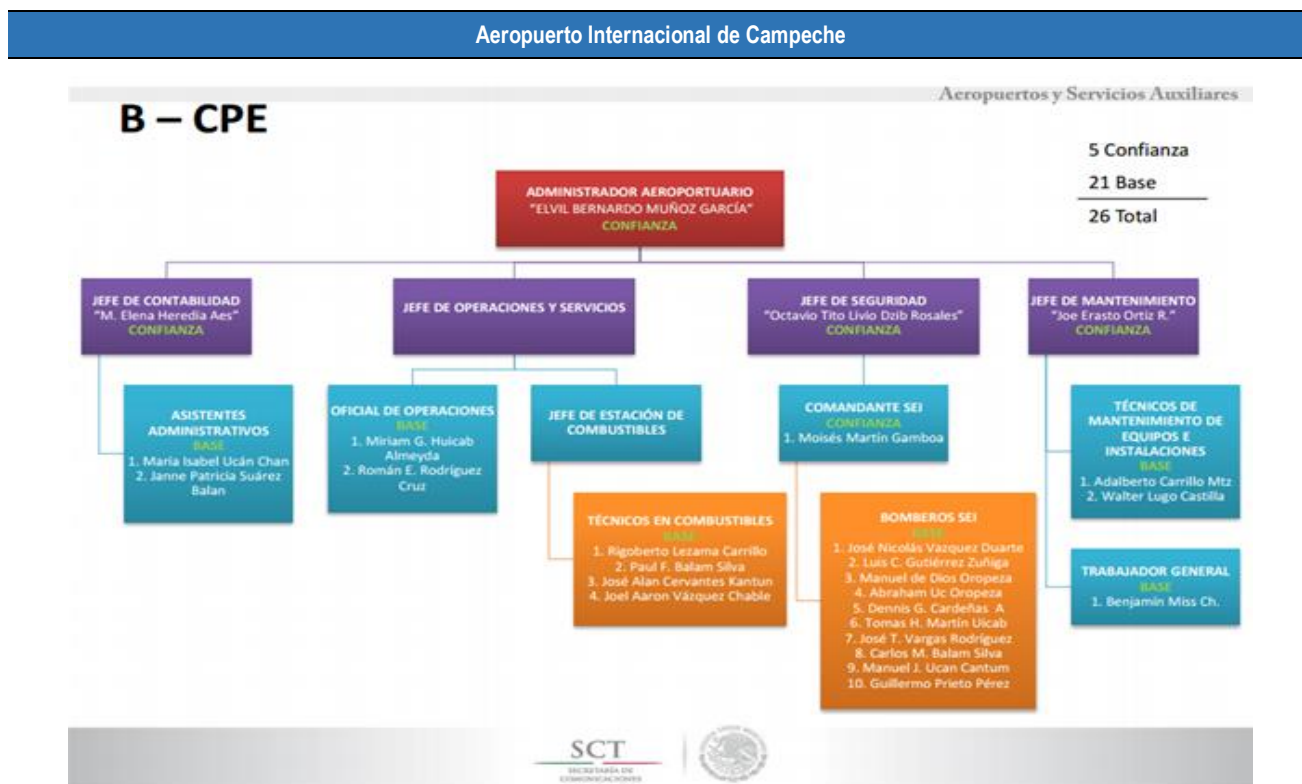 Aeropuerto Internacional de Campeche
Aeropuertos y Servicios Auxiliares
B – CPE
5 Confianza
21 Base
26 Total
ADMINISTRADOR AEROPORTUARIO
“ELVIL BERNARDO MUÑOZ GARCÍA”
CONFIANZA
JEFE DE CONTABILIDAD
“M. Elena Heredia Aes”
CONFIANZA
JEFE DE OPERACIONES Y SERVICIOS
JEFE DE SEGURIDAD
“Octavio Tito Livio Dzib Rosales”
CONFIANZA
JEFE DE MANTENIMIENTO
“Joe Erasto Ortiz R.”
CONFIANZA
ASISTENTES
ADMINISTRATIVOS
BASE
1. María Isabel Ucán Chan
2. Janne Patricia Suárez
Balan
OFICIAL DE OPERACIONES
BASE
1. Miriam G. Huicab
Almeyda
2. Román E. Rodríguez
Cruz
JEFE DE ESTACIÓN DE
COMBUSTIBLES
TÉCNICOS EN COMBUSTIBLES
BASE
1. Rigoberto Lezama Carrillo
2. Paul F. Balam Silva
3. José Alan Cervantes Kantun
4. Joel Aaron Vázquez Chable
COMANDANTE SEI
CONFIANZA
1. Moisés Martín Gamboa
BOMBEROS SEI
BASE
1. José Nicolás Vazquez Duarte
2. Luis C. Gutiérrez Zuñiga
3. Manuel de Dios Oropeza
4. Abraham Uc Oropeza
5. Dennis G. Cardeñas A
6. Tomas H. Martín Uicab
7. José T. Vargas Rodríguez
8. Carlos M. Balam Silva
9. Manuel J. Ucan Cantum
10. Guillermo Prieto Pérez
TÉCNICOS DE
MANTENIMIENTO DE
EQUIPOS E
INSTALACIONES
BASE
1. Adalberto Carrillo Mtz
2. Walter Lugo Castilla
TRABAJADOR GENERAL
BASE
1. Benjamín Miss Ch.
SCT
SECRETARÍA DE
COMUNICACIONES